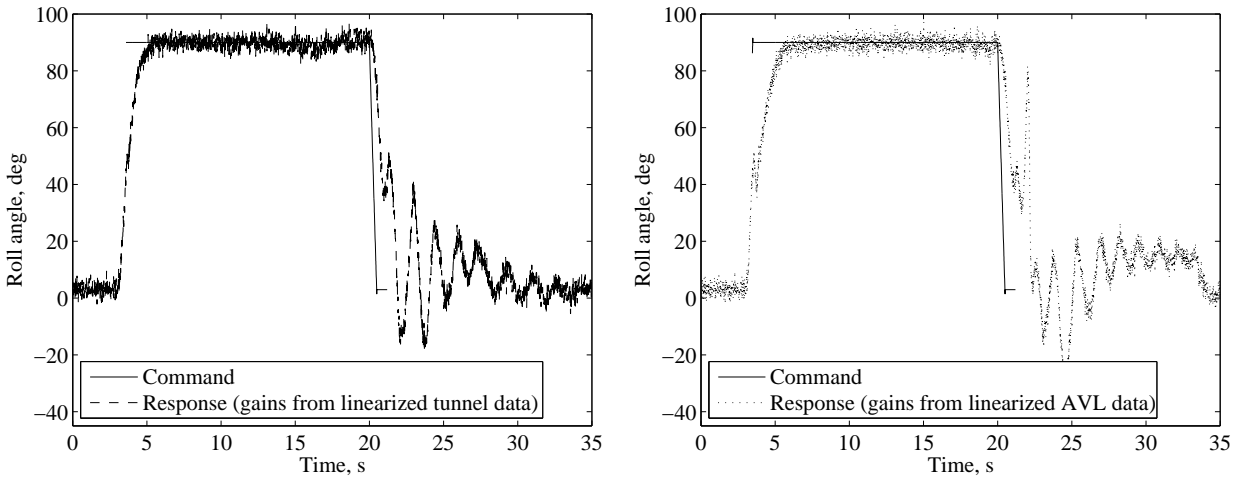 100
80
60
40
20
0
−20
−40
Roll angle, deg
Command
Response (gains from linearized tunnel data)
0 5 10 15 20 25 30 35
Time, s
100
80
60
40
20
0
−20
−40
Roll angle, deg
Command
Response (gains from linearized AVL data)
0 5 10 15 20 25 30 35
Time, s